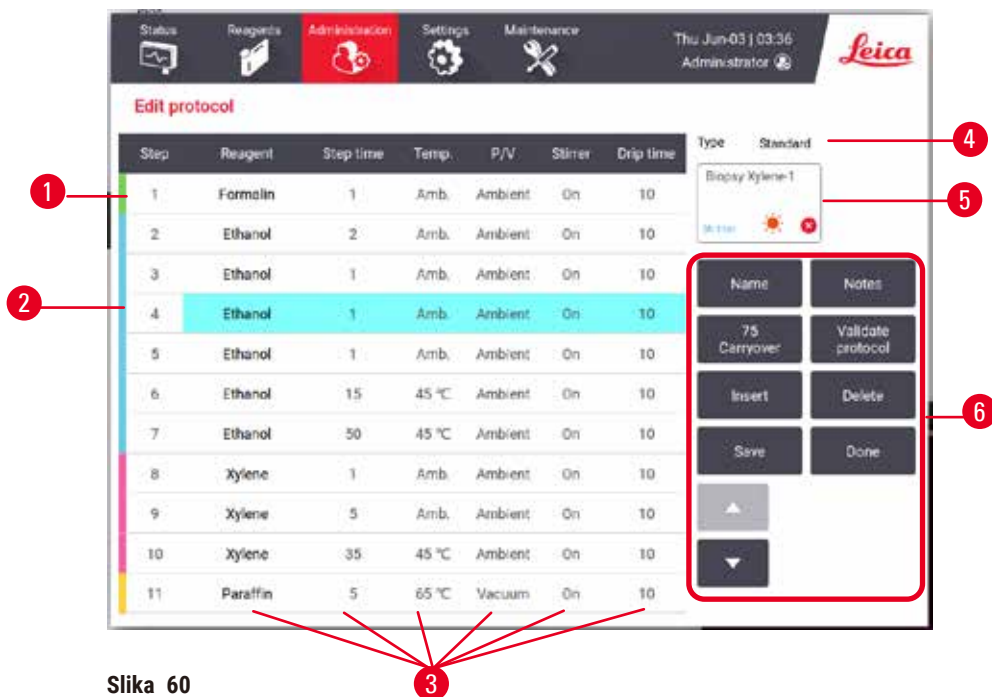 Status Reagents Administration Settings Maintenance Thu Jun-03 | 03:36
Administrator
Leica
Edit protocol
Step Reagent Step time Temp. P/V Stirrer Drip time
1 Formalin 1 Amb. Ambient On 10
2 Ethanol 2 Amb. Ambient On 10
3 Ethanol 1 Amb. Ambient On 10
4 Ethanol 1 Amb. Ambient On 10
5 Ethanol 1 Amb. Ambient On 10
6 Ethanol 15 45 °C Ambient On 10
7 Ethanol 50 45 °C Ambient On 10
8 Xylene 1 Amb. Ambient On 10
9 Xylene 5 Amb. Ambient On 10
10 Xylene 35 45 °C Ambient On 10
11 Paraffin 5 65 °C Vacuum On 10
Type Standard
Biopsy Xylene-1
Name Notes
75
Carryover
Validate
protocol
Insert Delete
Save Done
1
2
3
4
5
6
Slika 60